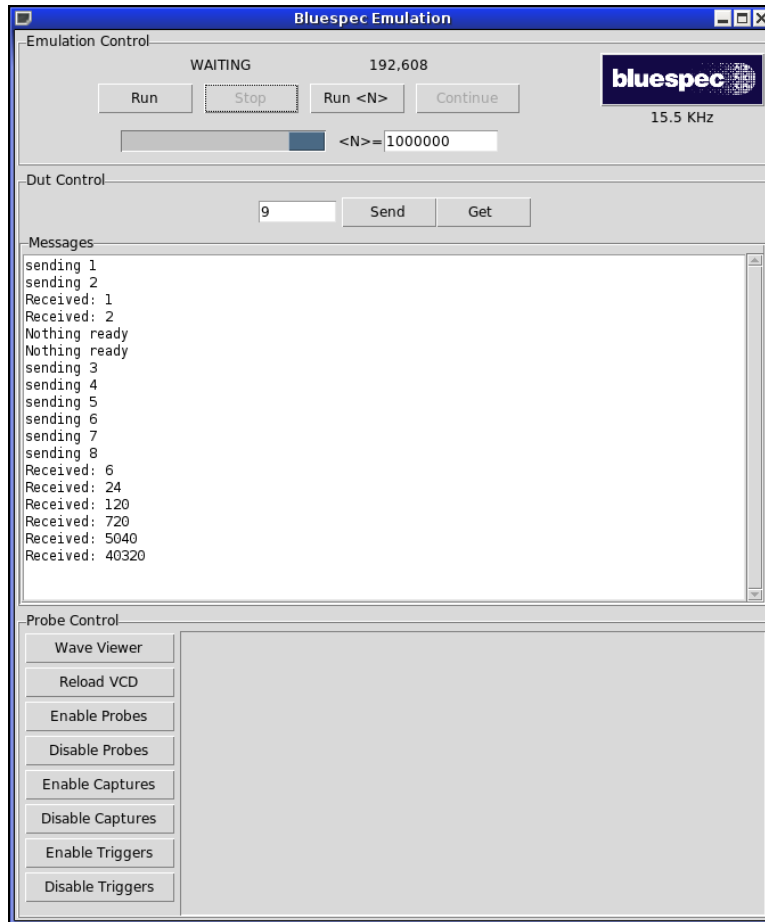 Bluespec Emulation
Emulation Control
WAITING 192,608
bluespec
Run Stop Run <N> Continue
15.5 KHz
<N>= 1000000
Dut Control
9 Send Get
Messages
sending 1
sending 2
Received: 1
Received: 2
Nothing ready
Nothing ready
sending 3
sending 4
sending 5
sending 6
sending 7
sending 8
Received: 6
Received: 24
Received: 120
Received: 720
Received: 5040
Received: 40320
Probe Control
Wave Viewer
Reload VCD
Enable Probes
Disable Probes
Enable Captures
Disable Captures
Enable Triggers
Disable Triggers